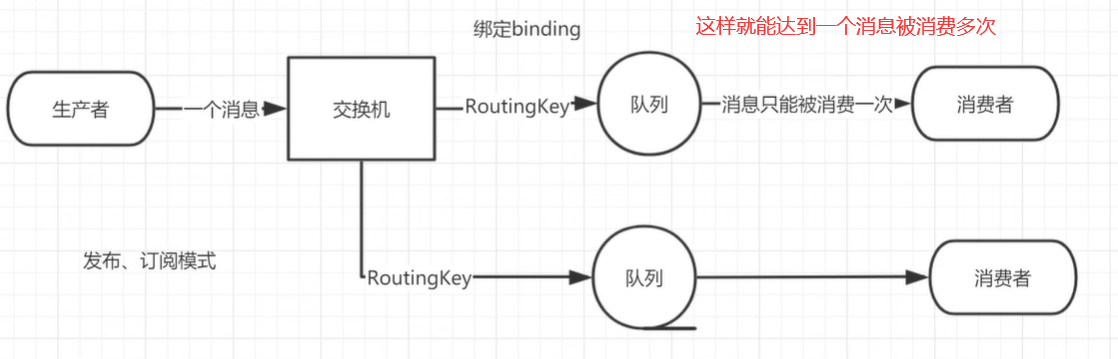 绑定binding
这样就能达到一个消息被消费多次
生产者
一个消息
交换机
RoutingKey
队列
消息只能被消费一次
消费者
发布、订阅模式
RoutingKey
队列
消费者